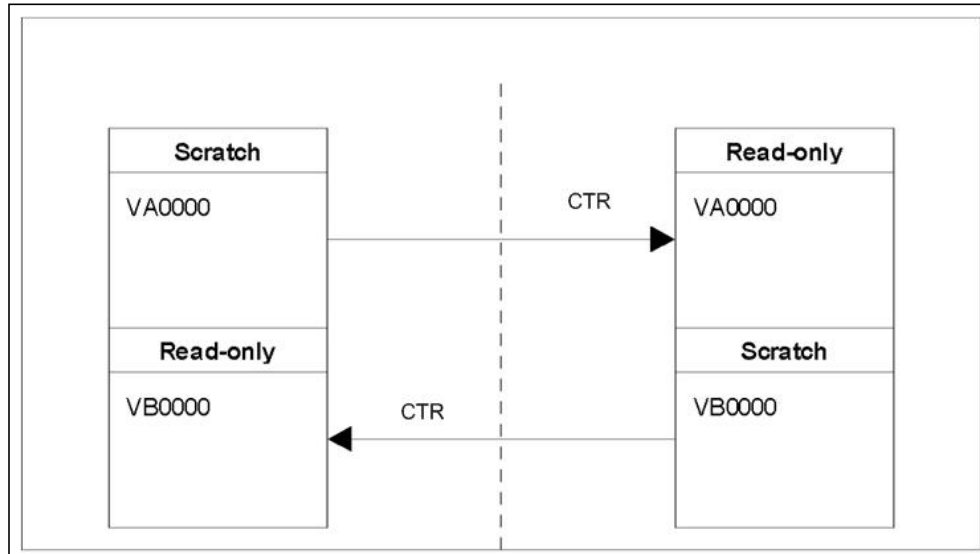 Scratch
VA0000
Read-only
VB0000
CTR
CTR
Read-only
VA0000
Scratch
VB0000